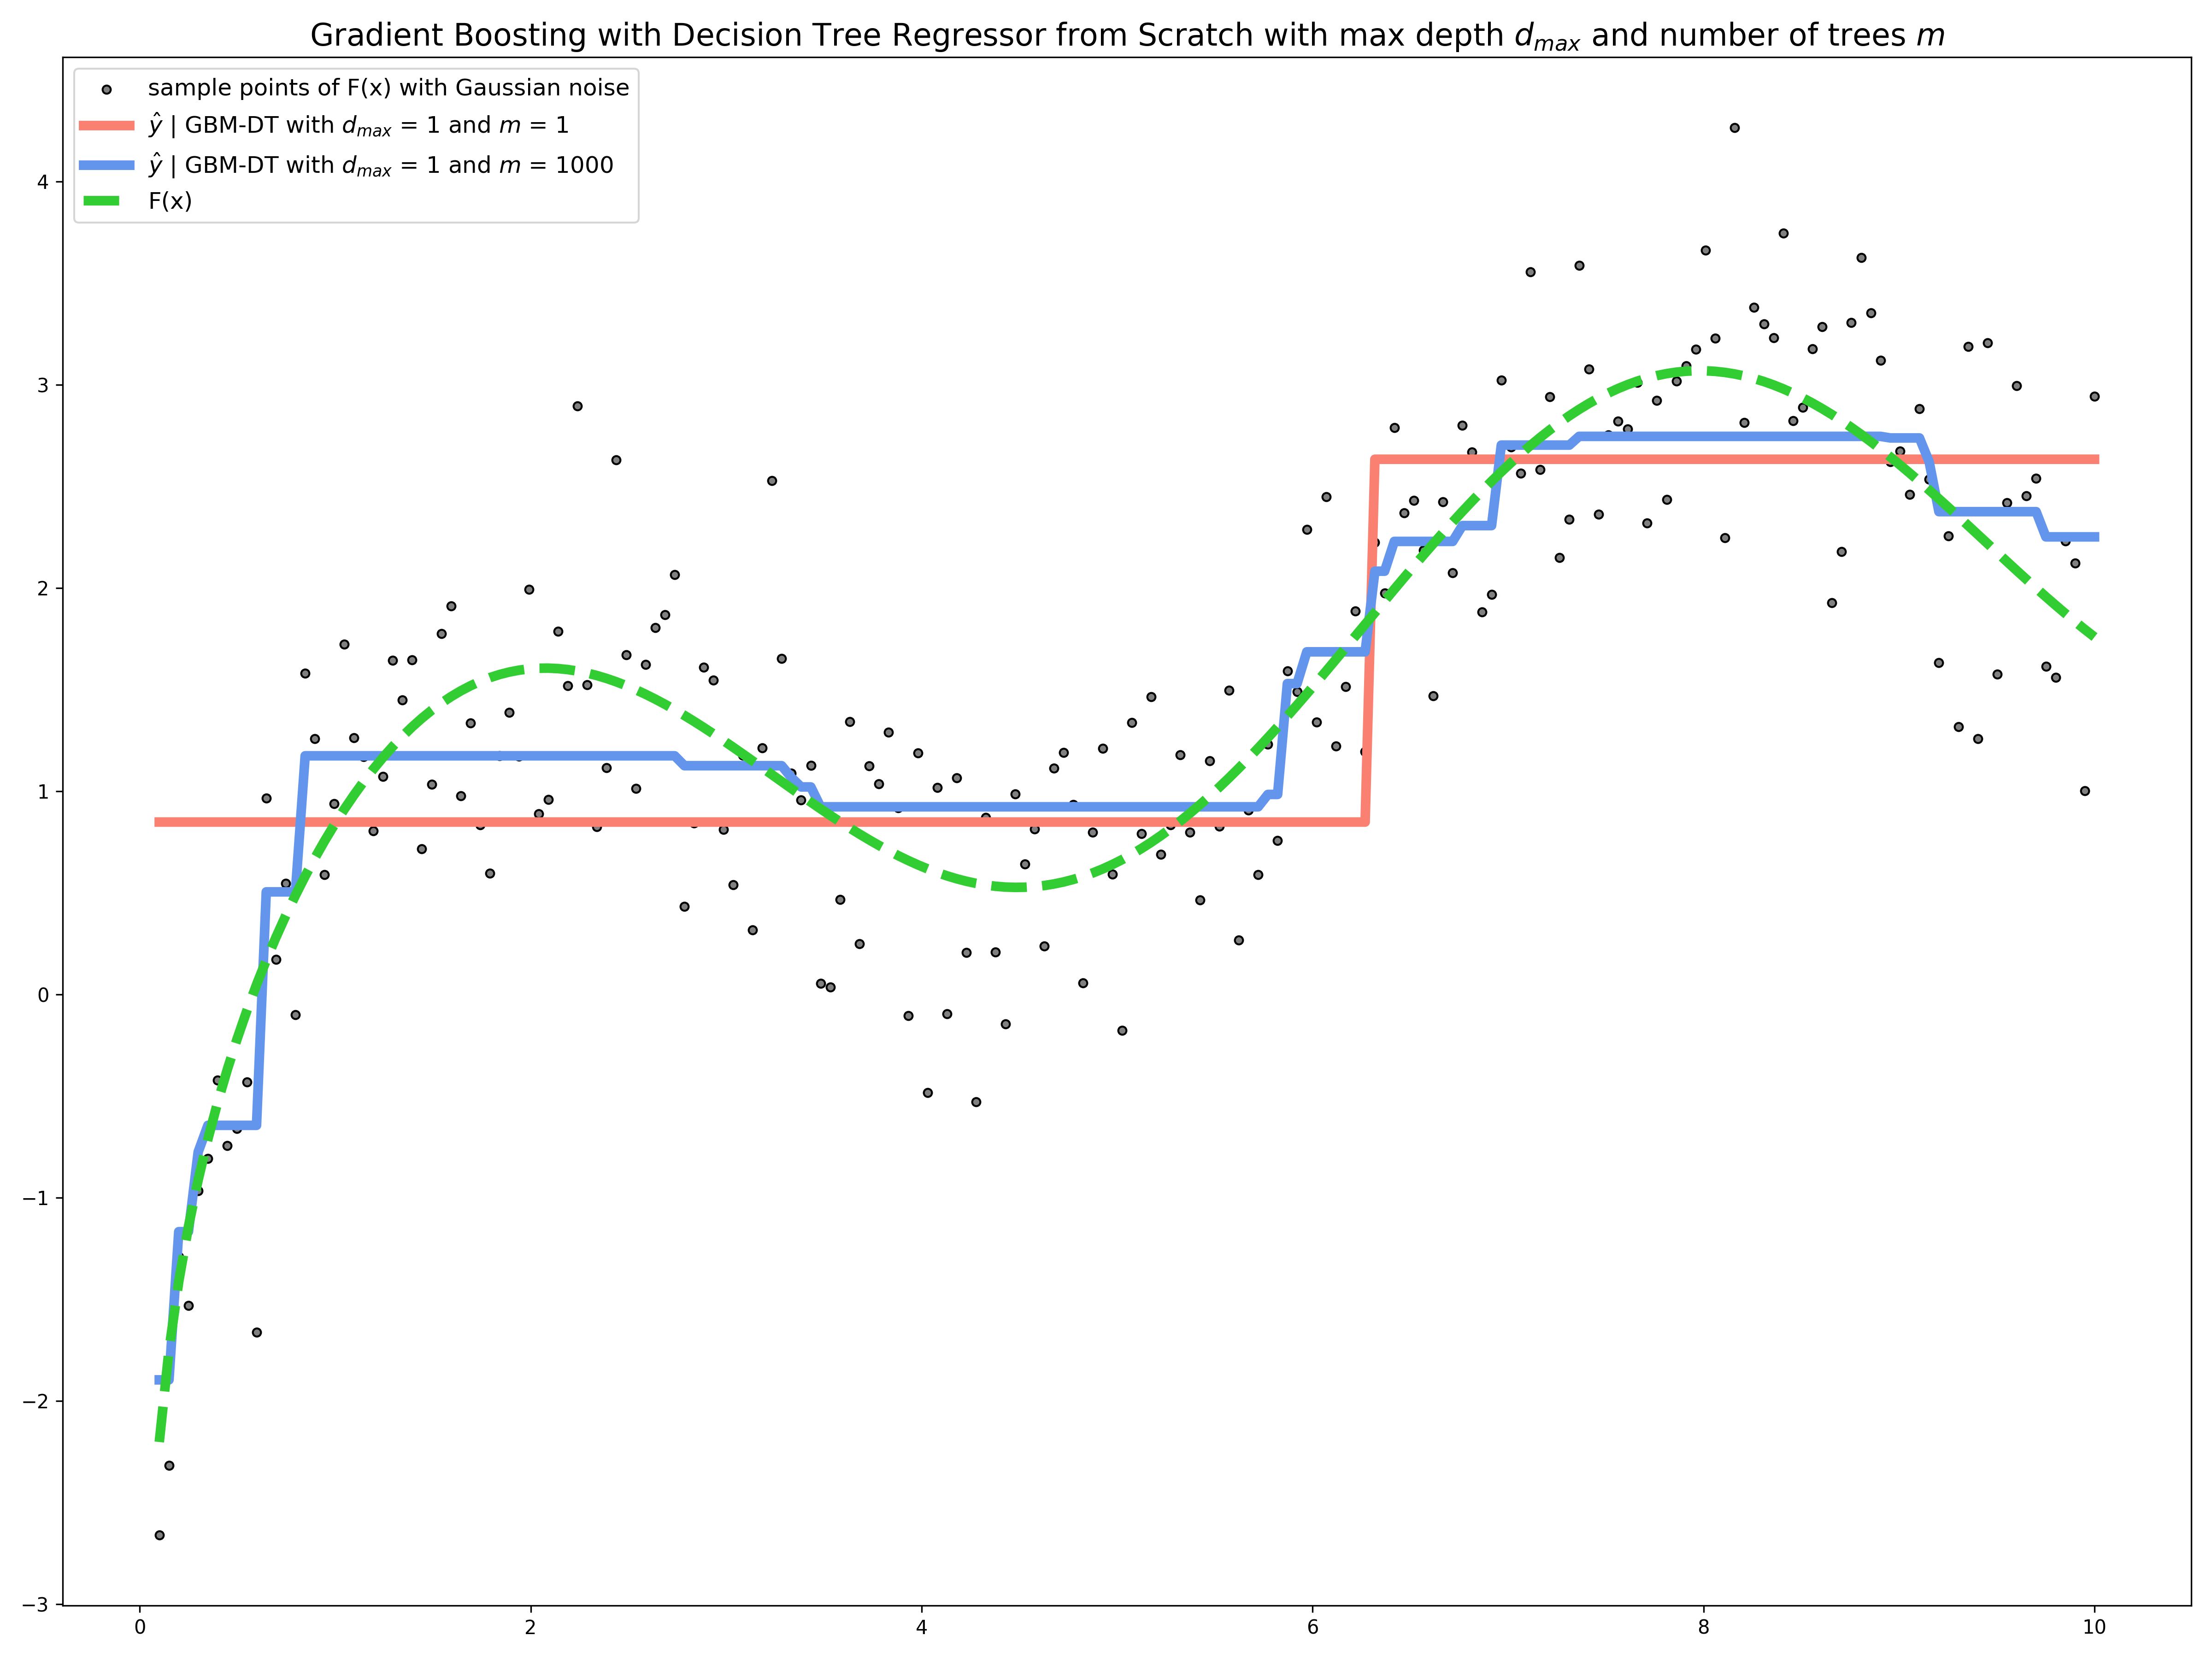 Gradient Boosting with Decision Tree Regressor from Scratch with max depth d_max and number of trees m
sample points of F(x) with Gaussian noise
ŷ | GBM-DT with d_max = 1 and m = 1
ŷ | GBM-DT with d_max = 1 and m = 1000
F(x)
4
3
2
1
0
−1
−2
−3
0 2 4 6 8 10